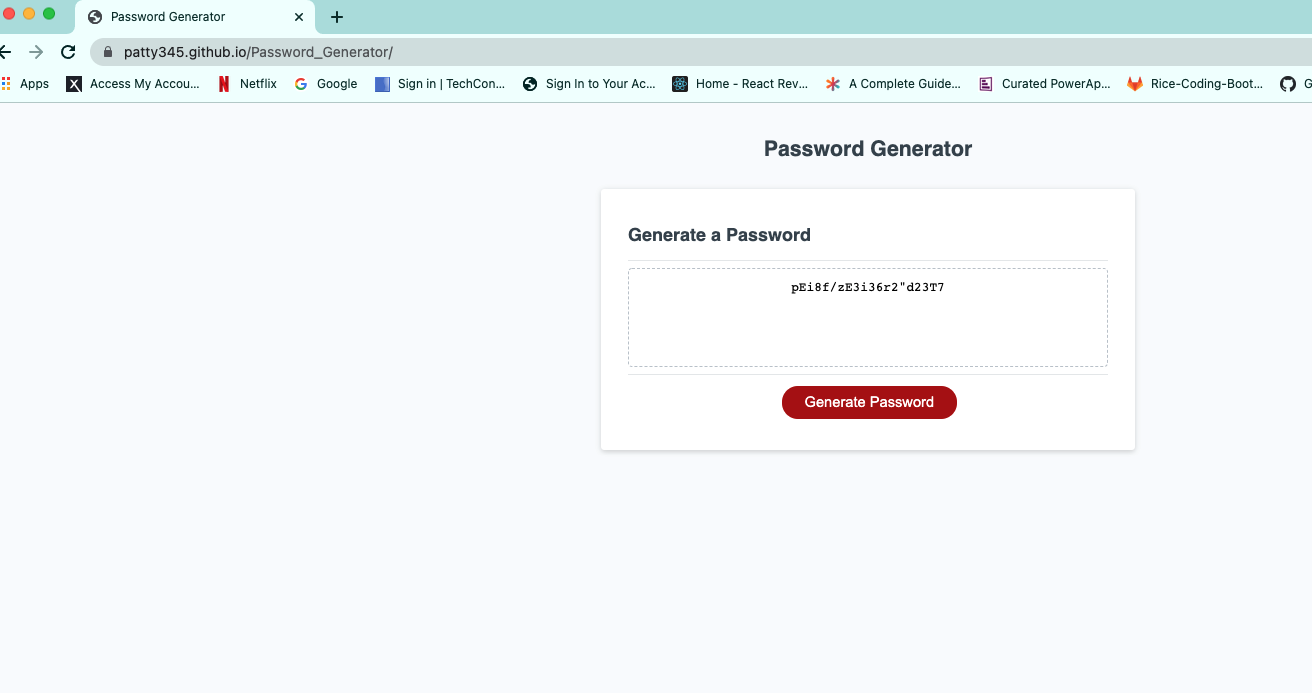 Password Generator
patty345.github.io/Password_Generator/
Apps Access My Accou... Netflix Google Sign in | TechCon... Sign In to Your Ac... Home - React Rev... A Complete Guide... Curated PowerAp... Rice-Coding-Boot... G
Password Generator
Generate a Password
pEi8f/zE3i36r2"d23T7
Generate Password